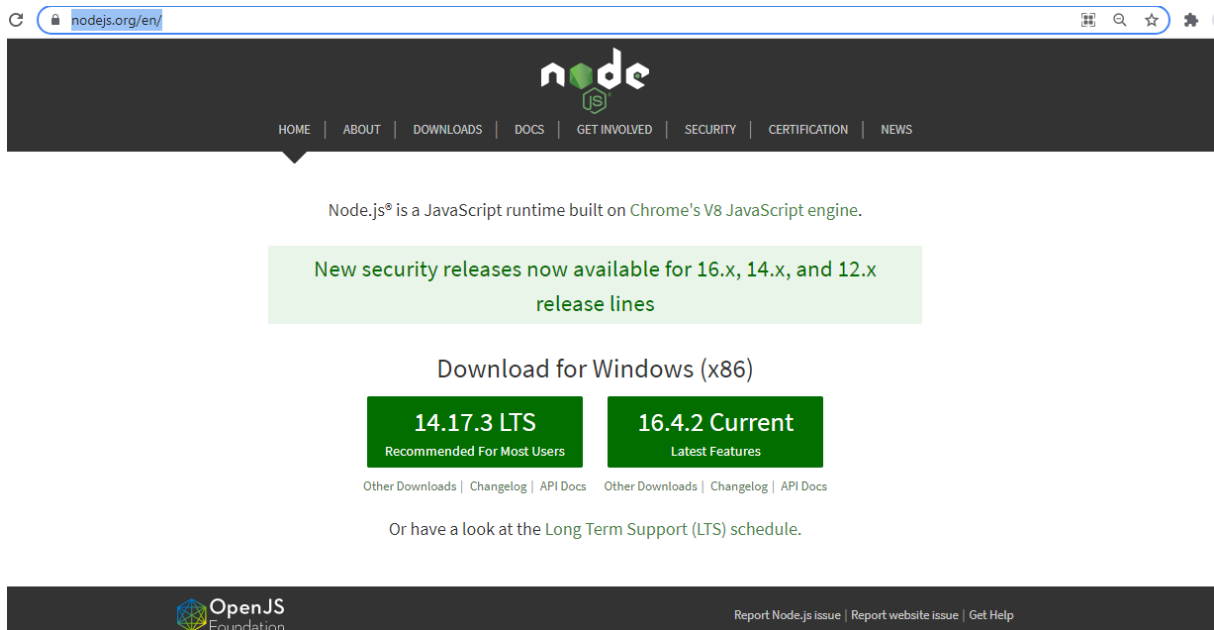 nodejs.org/en/
node
JS
HOME | ABOUT | DOWNLOADS | DOCS | GET INVOLVED | SECURITY | CERTIFICATION | NEWS
Node.js® is a JavaScript runtime built on Chrome's V8 JavaScript engine.
New security releases now available for 16.x, 14.x, and 12.x
release lines
Download for Windows (x86)
14.17.3 LTS
Recommended For Most Users
16.4.2 Current
Latest Features
Other Downloads | Changelog | API Docs
Other Downloads | Changelog | API Docs
Or have a look at the Long Term Support (LTS) schedule.
OpenJS
Foundation
Report Node.js issue | Report website issue | Get Help